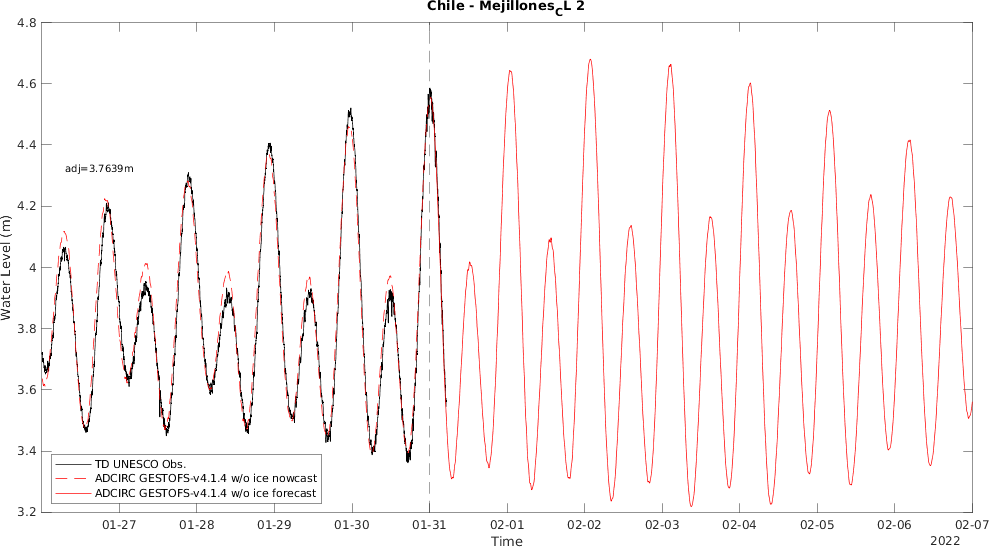 Chile - Mejillones_CL 2
4.8
4.6
4.4
4.2
4
3.8
3.6
3.4
3.2
Water Level (m)
adj=3.7639m
TD UNESCO Obs.
ADCIRC GESTOFS-v4.1.4 w/o ice nowcast
ADCIRC GESTOFS-v4.1.4 w/o ice forecast
01-27 01-28 01-29 01-30 01-31 02-01 02-02 02-03 02-04 02-05 02-06 02-07
Time
2022